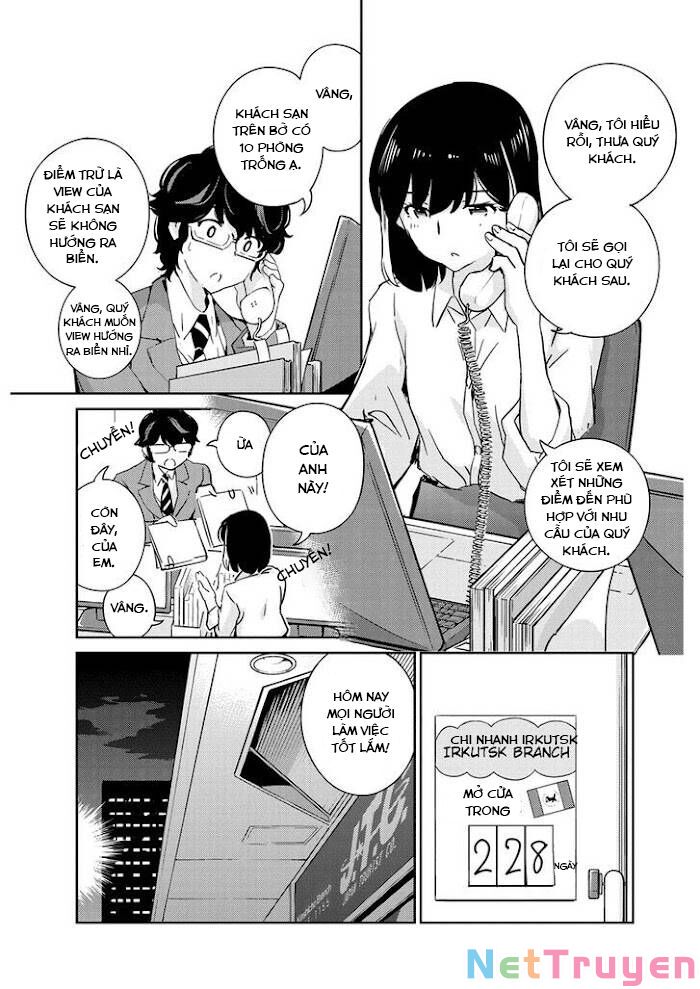 VÂNG, TÔI HIỂU
RỒI, THƯA QUÝ
KHÁCH.
TÔI SẼ GỌI
LẠI CHO QUÝ
KHÁCH SAU.
TÔI SẼ XEM
XÉT NHỮNG
ĐIỂM ĐẾN PHÙ
HỢP VỚI NHU
CẦU CỦA QUÝ
KHÁCH.
VÂNG,
KHÁCH SẠN
TRÊN BỜ CÓ
10 PHÒNG
TRỐNG Ạ.
ĐIỂM TRỪ LÀ
VIEW CỦA
KHÁCH SẠN
SẼ KHÔNG
HƯỚNG RA
BIỂN.
VÂNG, QUÝ
KHÁCH MUỐN
VIEW HƯỚNG
RA BIỂN NHỈ.
CỦA
ANH NÀY!
CHUYỀN!
ỪA
CHUYỀN!
CÒN
ĐÂY,
CỦA
EM.
VÂNG.
CHI NHANH IRKUTSK
IRKUTSK BRANCH
MỞ CỬA
TRONG
228
NGÀY
HÔM NAY
MỌI NGƯỜI
LÀM VIỆC
TỐT LẮM!
J.T.C.
JAPAN TOURIST CO.
NetTruyen